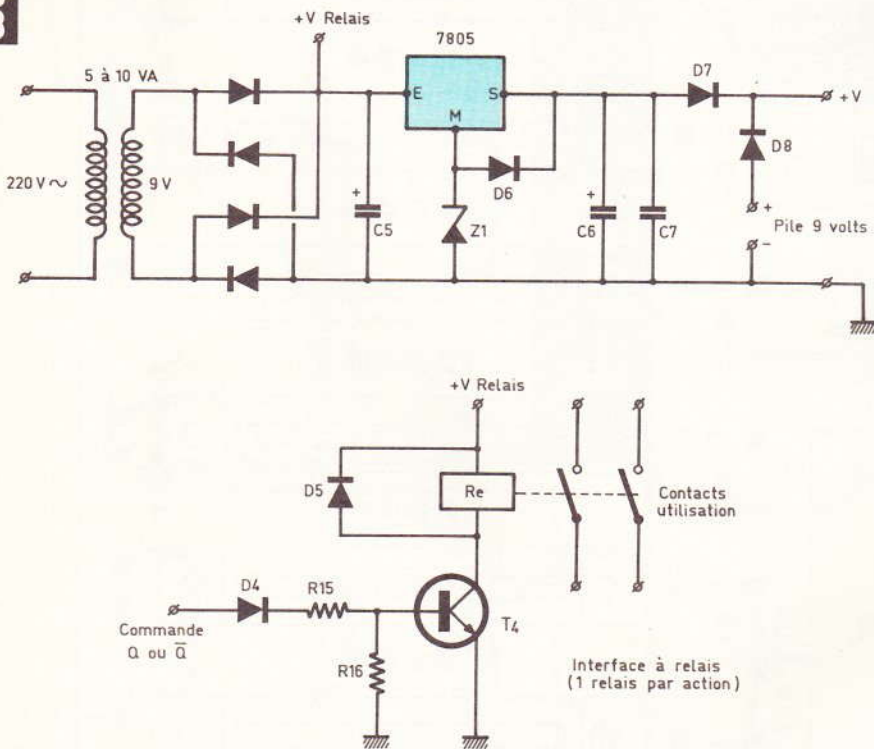 +V Relais
7805
5 à 10 VA
D7
E
S
+V
M
D8
220 V ~
9 V
D6
+
+
+
C5
Z1
C6
C7
Pile 9 volts
-
+V Relais
D5
Re
Contacts
utilisation
D4
R15
T4
Commande
Q ou Q̅
R16
Interface à relais
(1 relais par action)